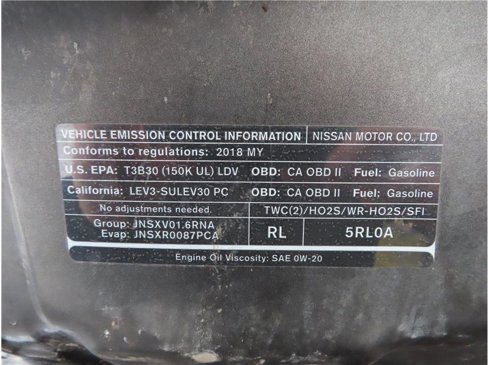 VEHICLE EMISSION CONTROL INFORMATION NISSAN MOTOR CO., LTD
Conforms to regulations: 2018 MY
U.S. EPA: T3B30 (150K UL) LDV OBD: CA OBD II Fuel: Gasoline
California: LEV3-SULEV30 PC OBD: CA OBD II Fuel: Gasoline
No adjustments needed. TWC(2)/HO2S/WR-HO2S/SFI
Group: JNSXV01.6RNA
Evap: JNSXR0087PCA
RL 5RL0A
Engine Oil Viscosity: SAE 0W-20